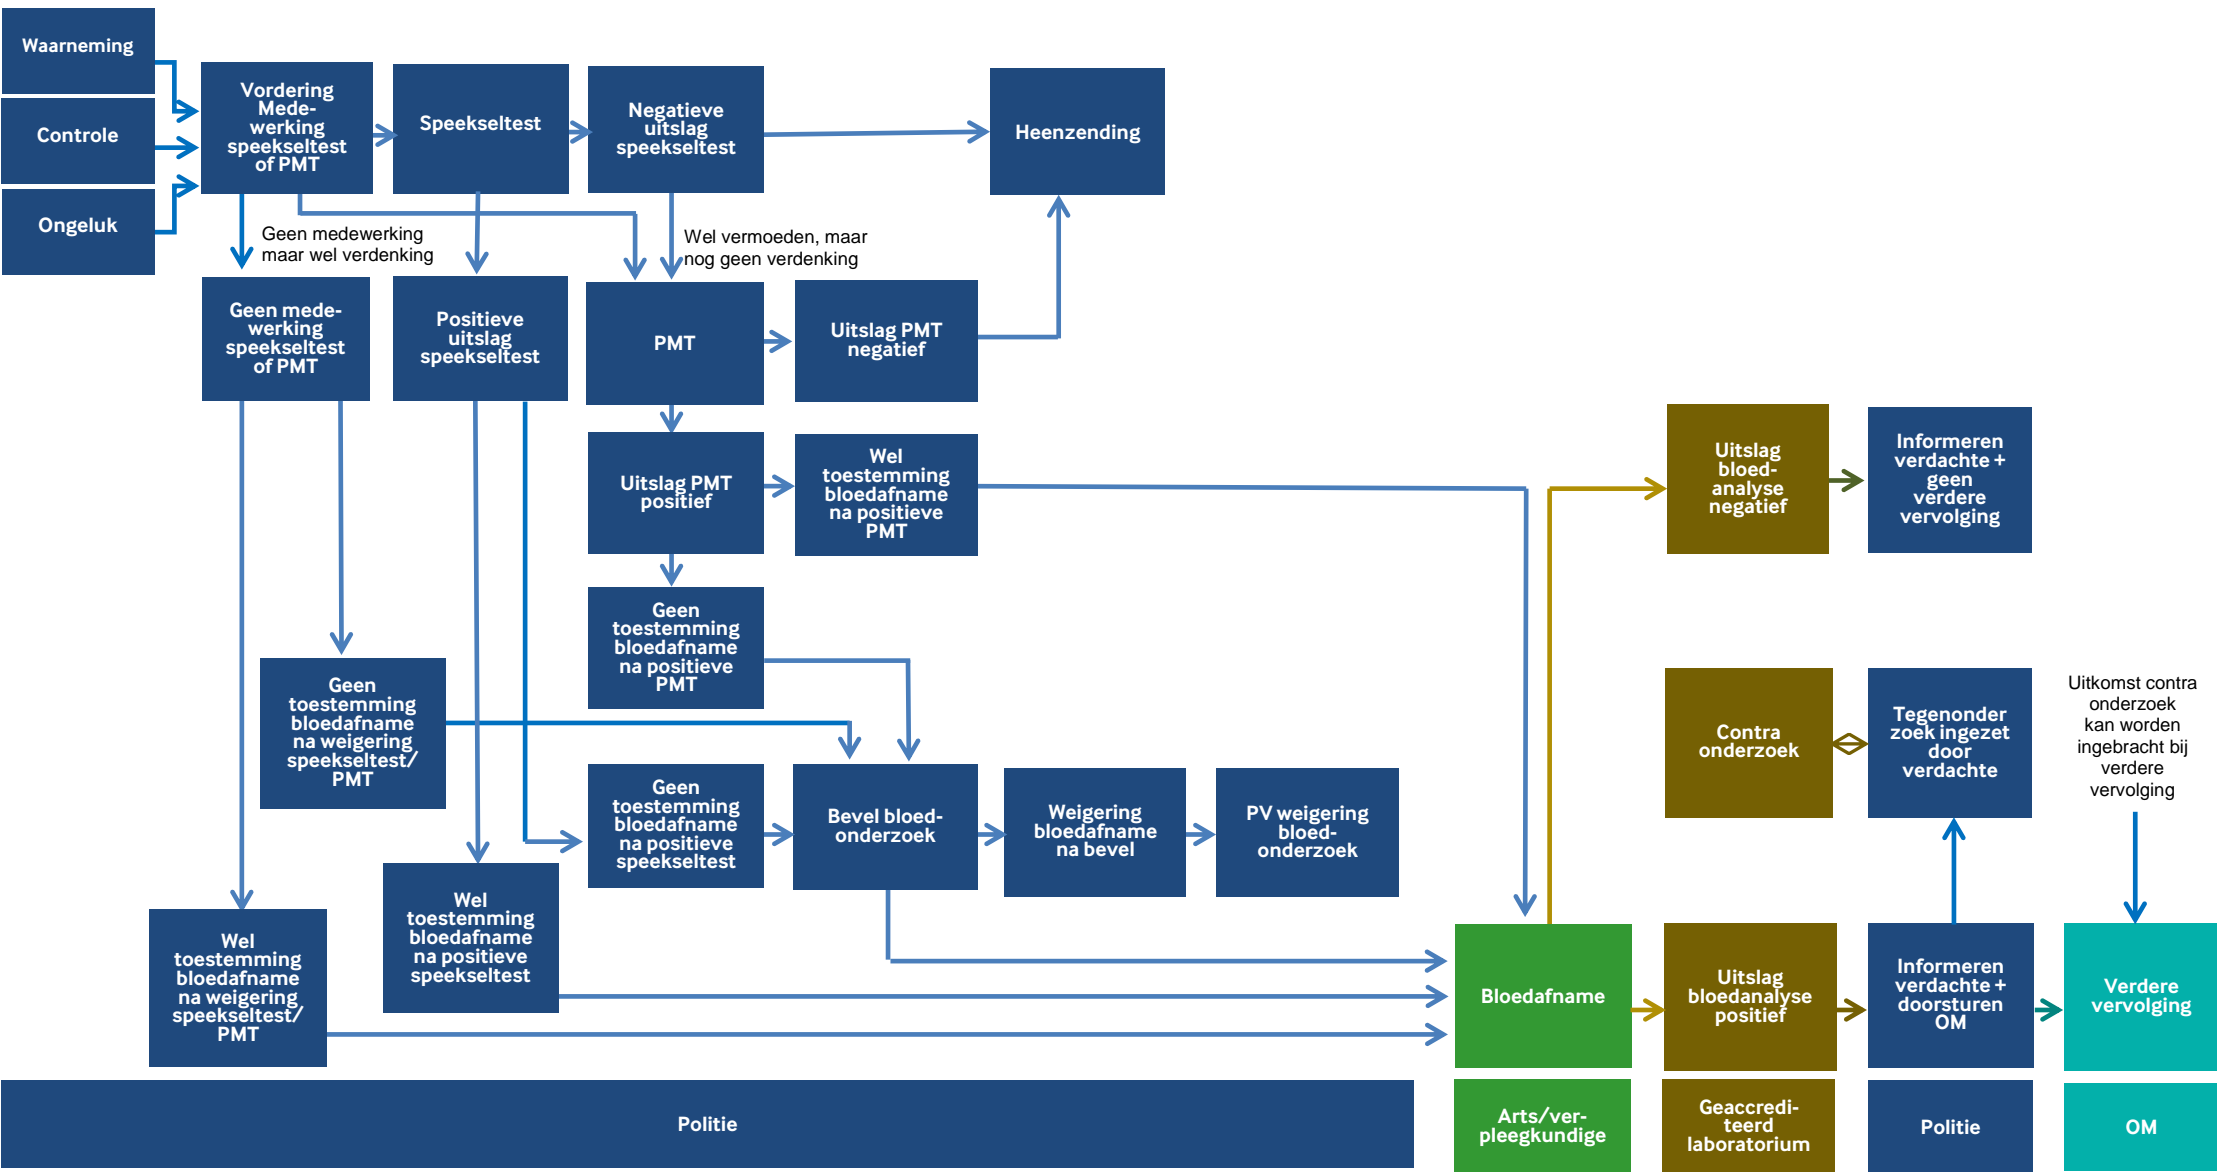 Waarneming
Controle
Ongeluk
Vordering
Mede-
werking
speekseltest
of PMT
Speekseltest
Negatieve
uitslag
speekseltest
Heenzending
Geen medewerking
maar wel verdenking
Wel vermoeden, maar
nog geen verdenking
Geen mede-
werking
speekseltest
of PMT
Positieve
uitslag
speekseltest
PMT
Uitslag PMT
negatief
Uitslag PMT
positief
Wel
toestemming
bloedafname
na positieve
PMT
Uitslag
bloed-
analyse
negatief
Informeren
verdachte +
geen
verdere
vervolging
Geen
toestemming
bloedafname
na positieve
PMT
Geen
toestemming
bloedafname
na weigering
speekseltest/
PMT
Contra
onderzoek
Tegenonder
zoek ingezet
door
verdachte
Uitkomst contra
onderzoek
kan worden
ingebracht bij
verdere
vervolging
Geen
toestemming
bloedafname
na positieve
speekseltest
Bevel bloed-
onderzoek
Weigering
bloedafname
na bevel
PV weigering
bloed-
onderzoek
Wel
toestemming
bloedafname
na positieve
speekseltest
Wel
toestemming
bloedafname
na weigering
speekseltest/
PMT
Bloedafname
Uitslag
bloedanalyse
positief
Informeren
verdachte +
doorsturen
OM
Verdere
vervolging
Politie
Arts/ver-
pleegkundige
Geaccredi-
teerd
laboratorium
Politie
OM